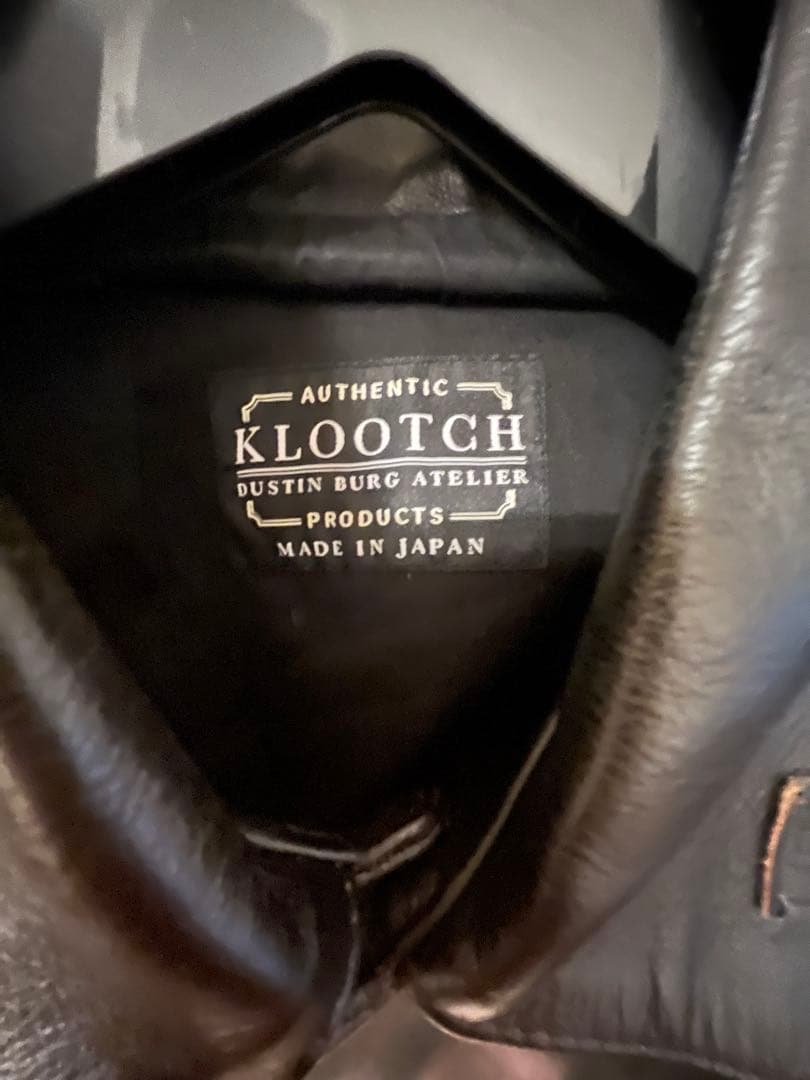 AUTHENTIC
KLOOTCH
DUSTIN BURG ATELIER
PRODUCTS
MADE IN JAPAN